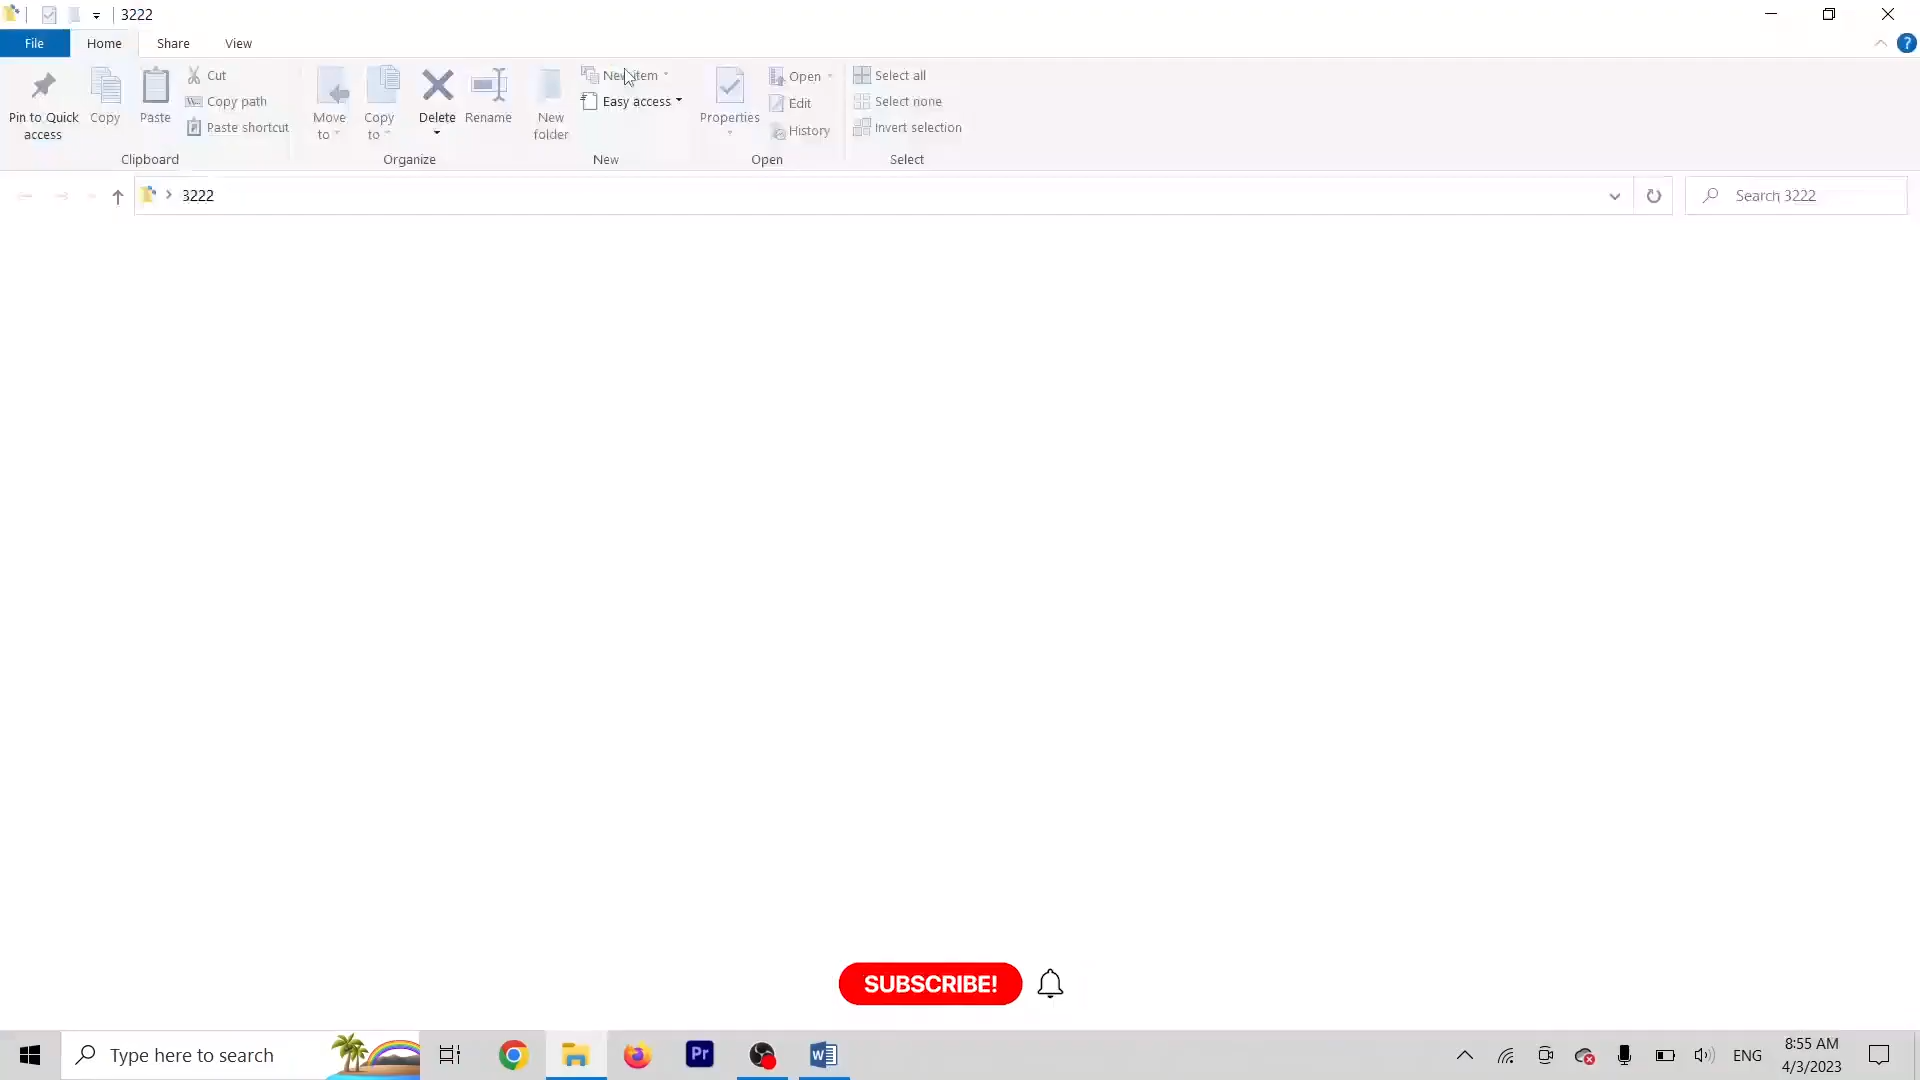 3222
File Home Share View
Pin to Quick access
Copy
Paste
Cut
Copy path
Paste shortcut
Clipboard
Move to
Copy to
Delete
Rename
Organize
New folder
New item
Easy access
New
Properties
Open
Edit
History
Open
Select all
Select none
Invert selection
Select
3222
Search 3222
SUBSCRIBE!
Type here to search
Pr
W
ENG
8:55 AM
4/3/2023